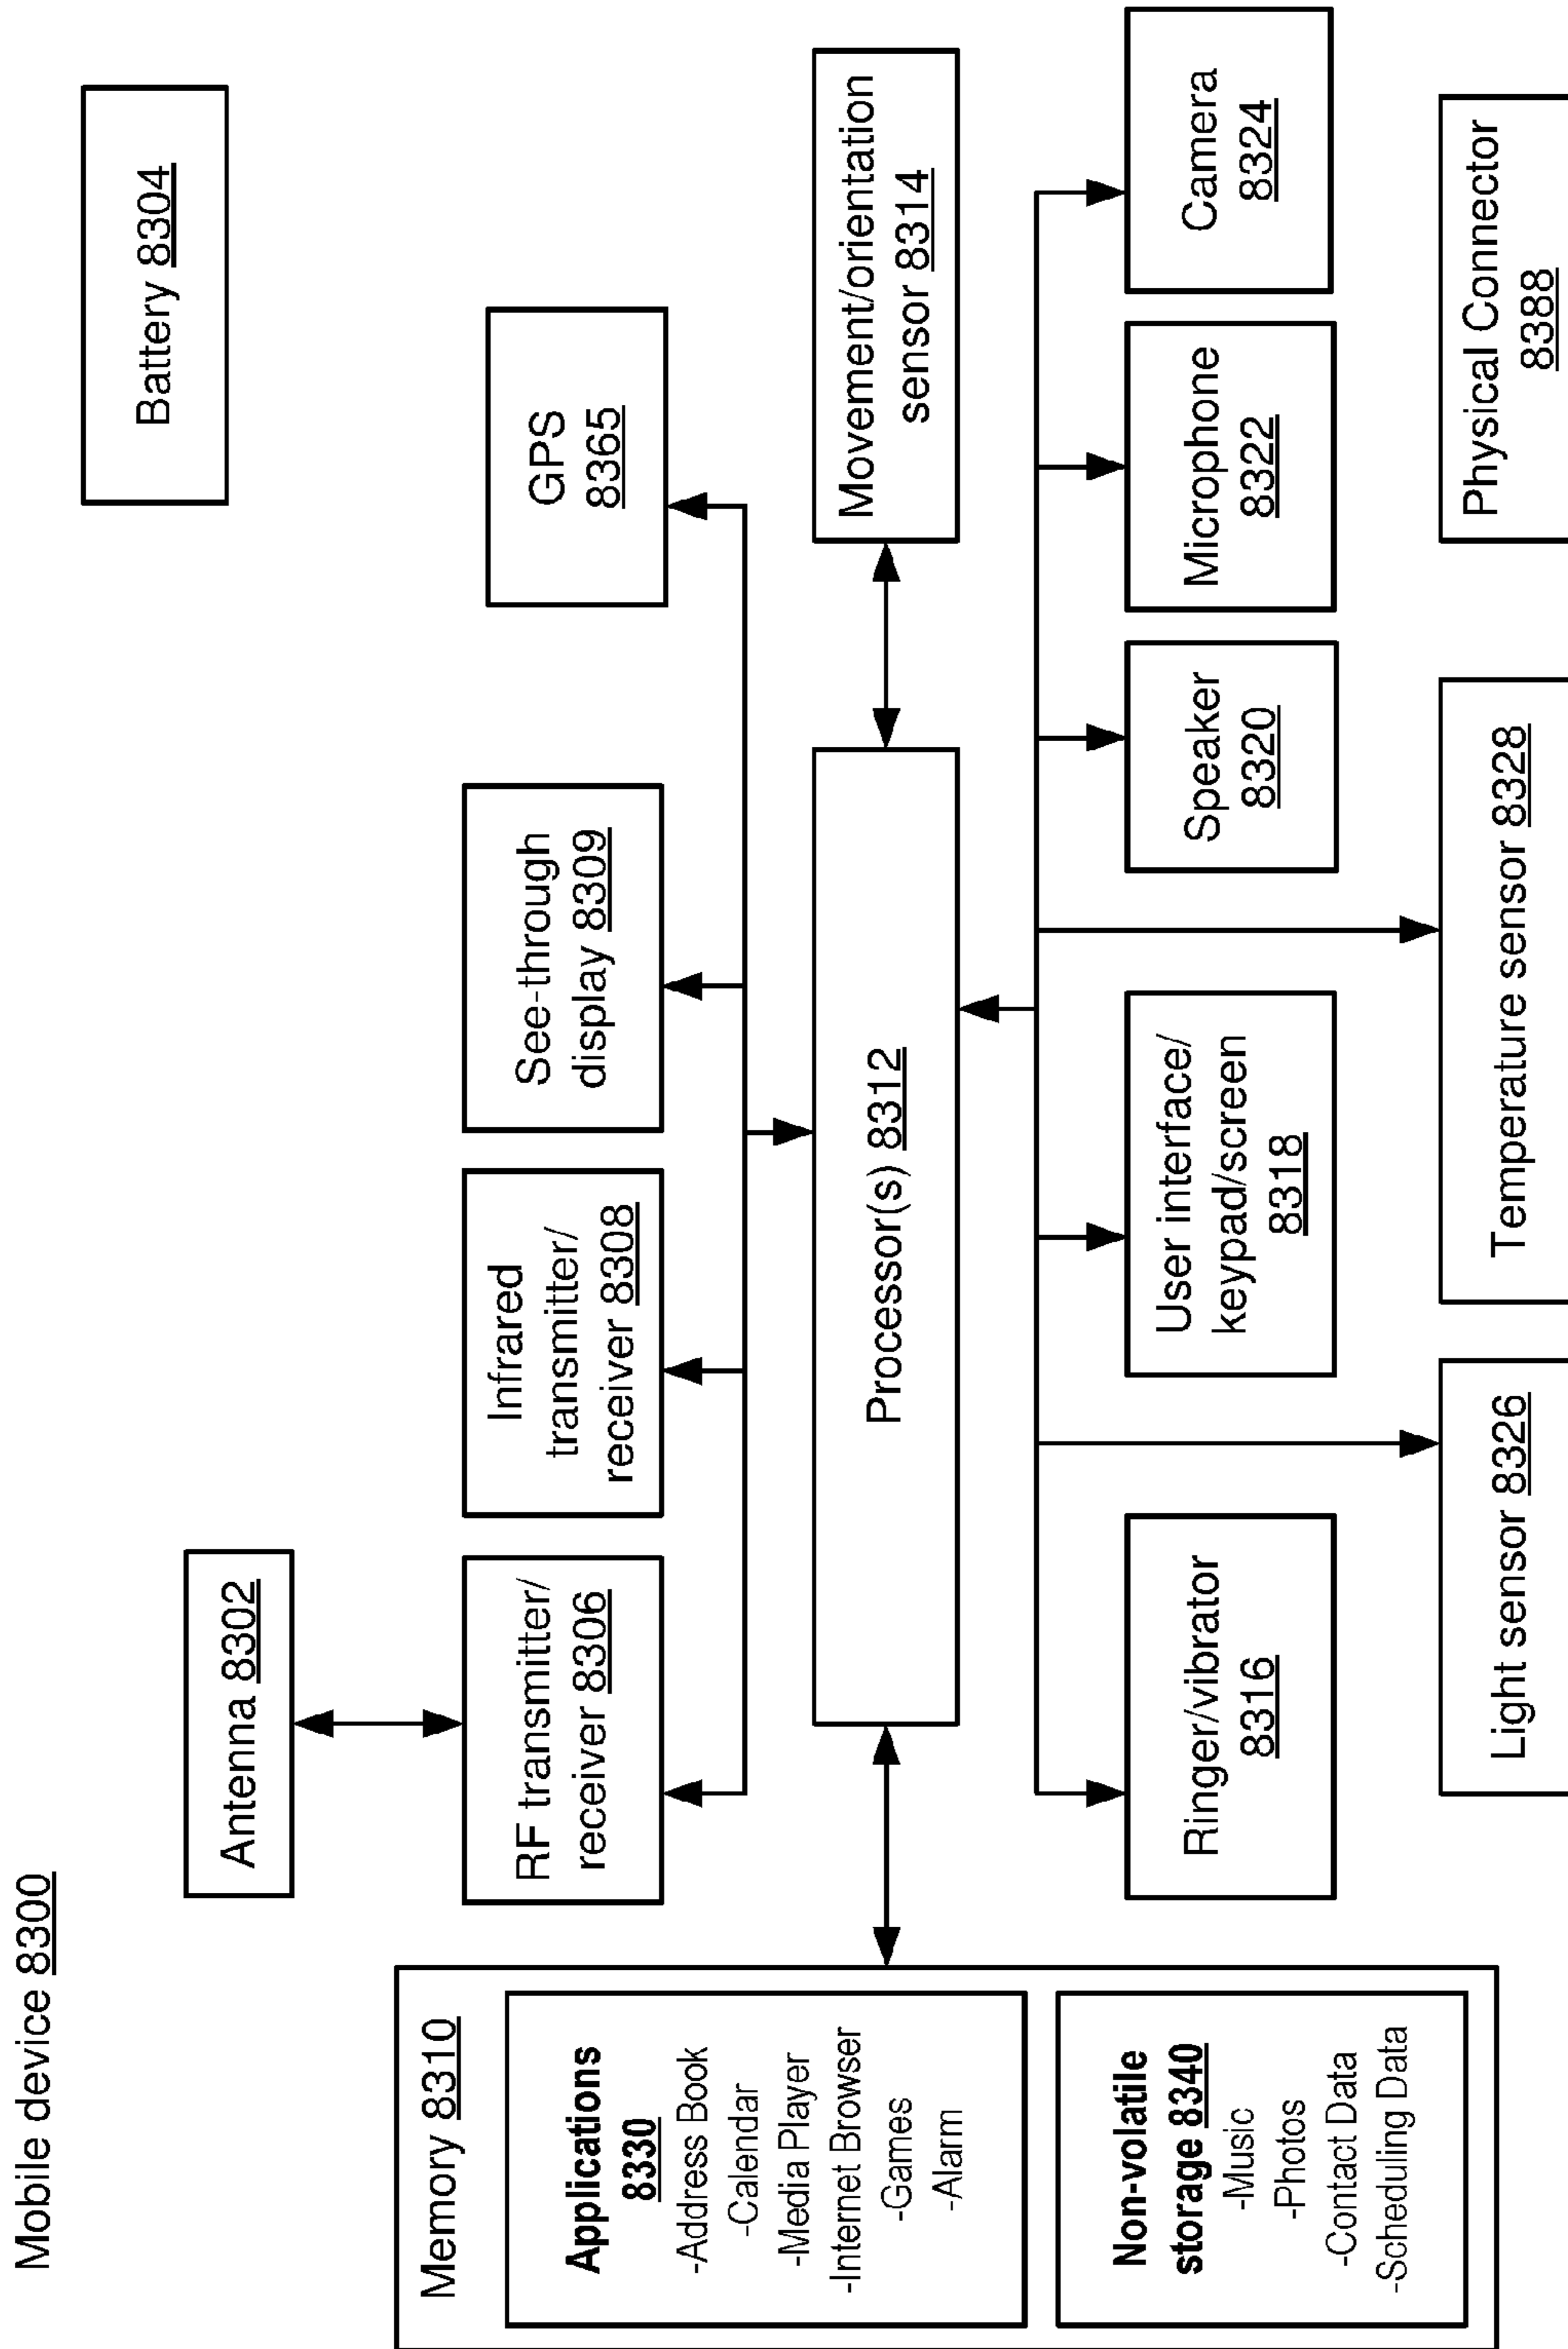 Mobile device 8300
Antenna 8302
Battery 8304
Memory 8310
Applications
8330
-Address Book
-Calendar
-Media Player
-Internet Browser
-Games
-Alarm
Non-volatile
storage 8340
-Music
-Photos
-Contact Data
-Scheduling Data
RF transmitter/
receiver 8306
Infrared
transmitter/
receiver 8308
See-through
display 8309
GPS
8365
Processor(s) 8312
Movement/orientation
sensor 8314
Ringer/vibrator
8316
User interface/
keypad/screen
8318
Speaker
8320
Microphone
8322
Camera
8324
Light sensor 8326
Temperature sensor 8328
Physical Connector
8388